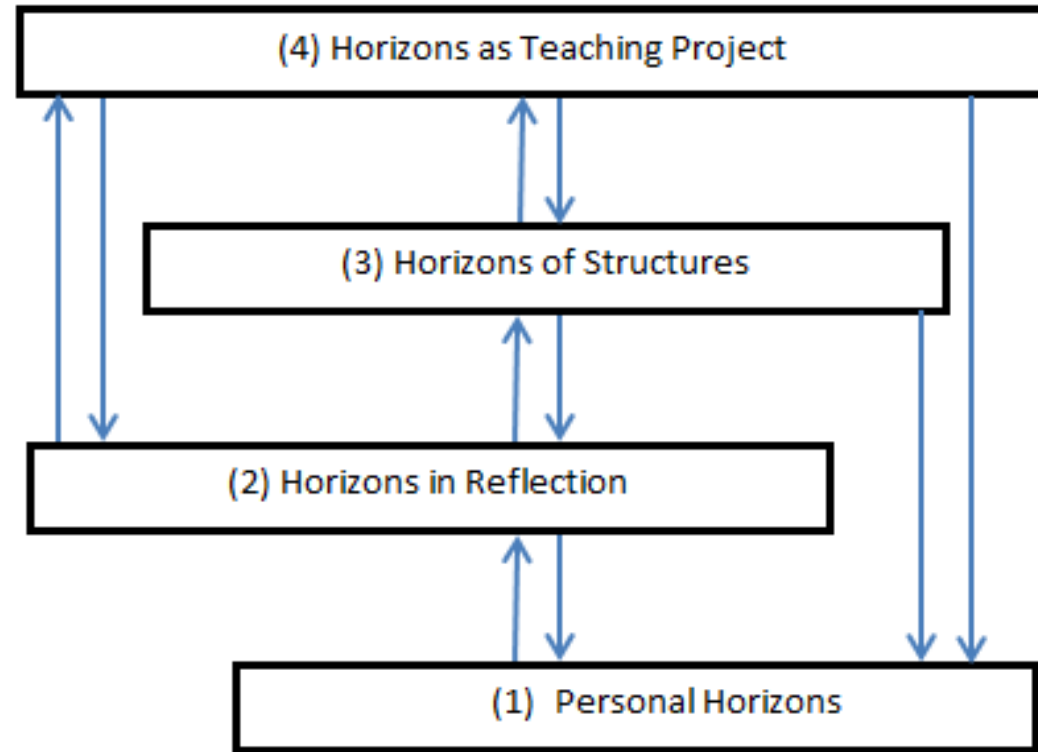 (4) Horizons as Teaching Project
(3) Horizons of Structures
(2) Horizons in Reflection
(1) Personal Horizons